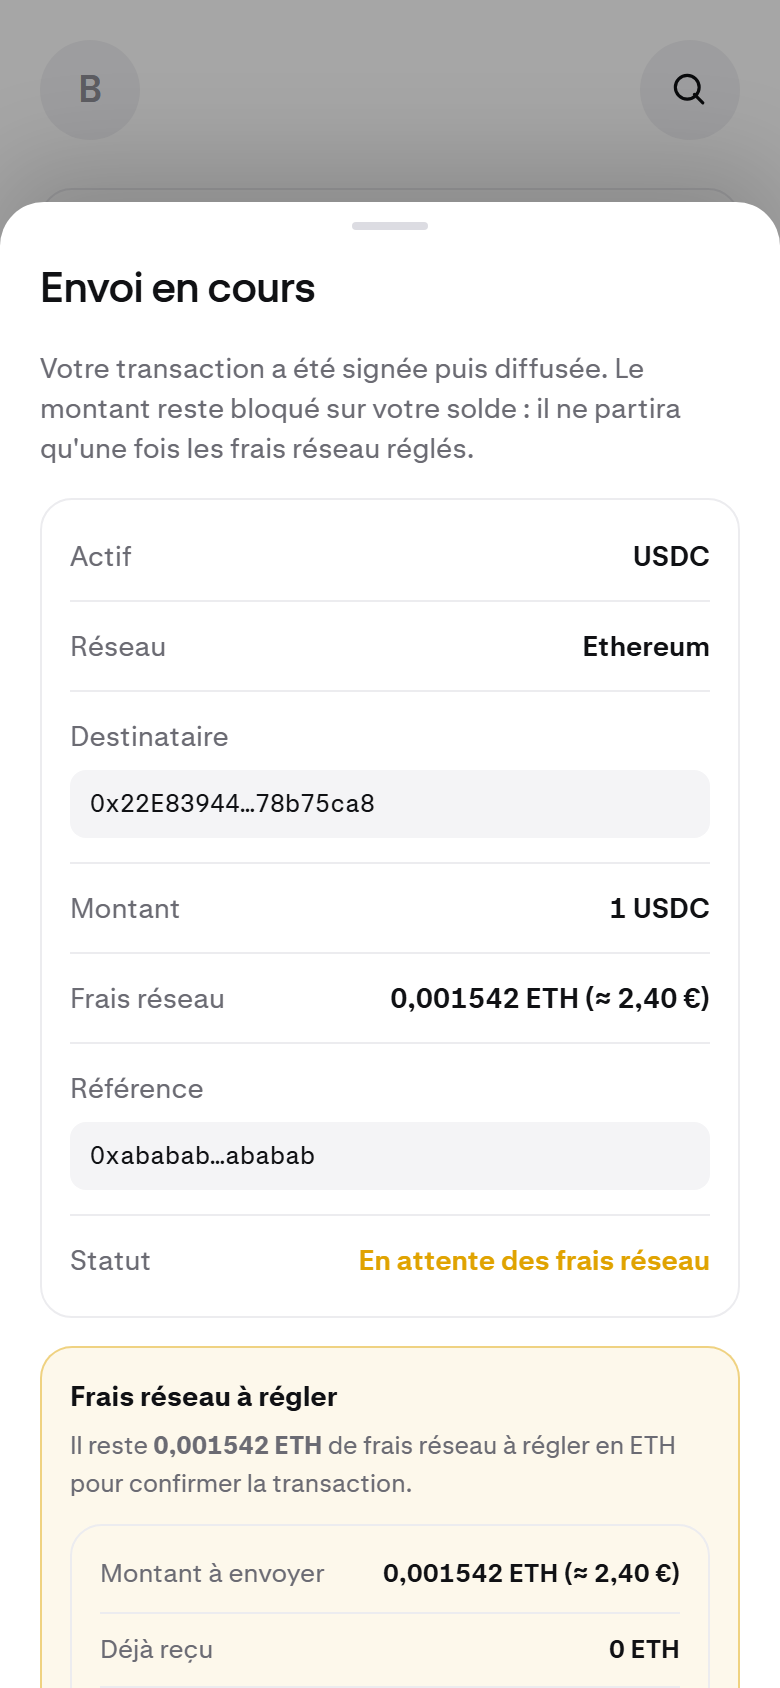 B
Envoi en cours
Votre transaction a été signée puis diffusée. Le
montant reste bloqué sur votre solde : il ne partira
qu'une fois les frais réseau réglés.
Actif USDC
Réseau Ethereum
Destinataire
0x22E83944…78b75ca8
Montant 1 USDC
Frais réseau 0,001542 ETH (≈ 2,40 €)
Référence
0xababab…ababab
Statut En attente des frais réseau
Frais réseau à régler
Il reste 0,001542 ETH de frais réseau à régler en ETH
pour confirmer la transaction.
Montant à envoyer 0,001542 ETH (≈ 2,40 €)
Déjà reçu 0 ETH